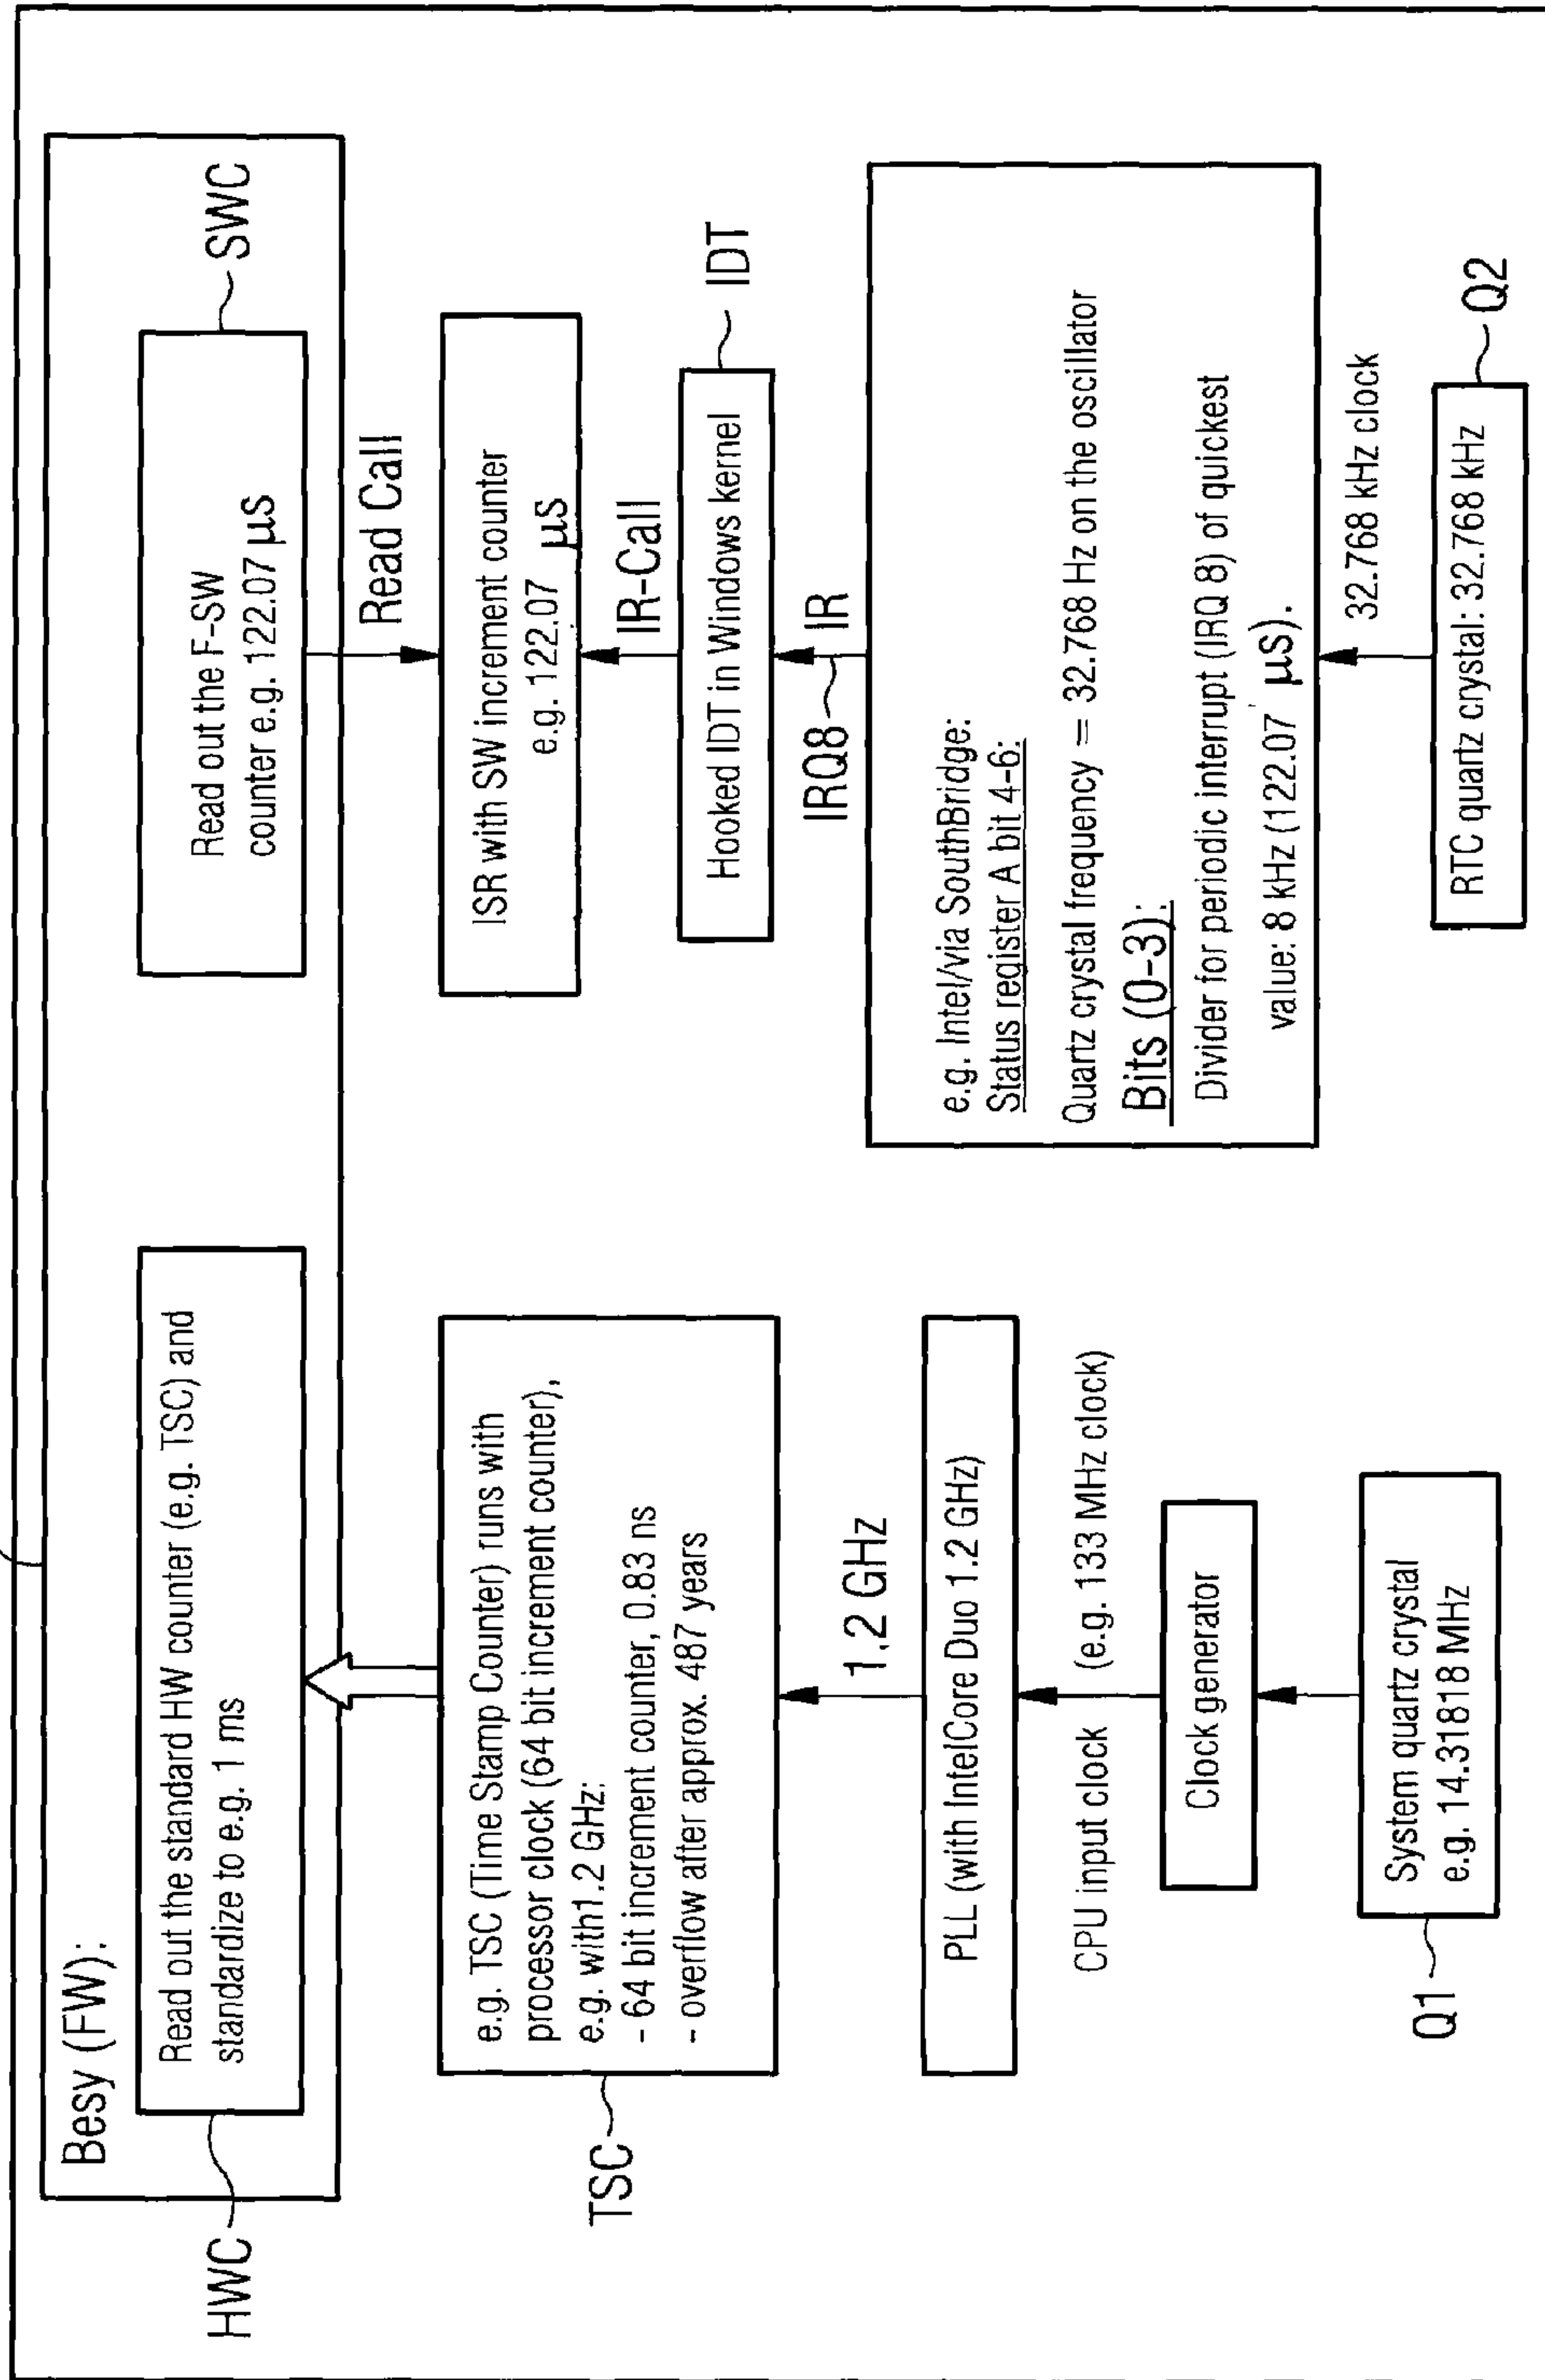 Besy (FW):
HWC
Read out the standard HW counter (e.g. TSC) and
standardize to e.g. 1 ms
Read out the F-SW
counter e.g. 122.07 µs
SWC
Read Call
TSC
e.g. TSC (Time Stamp Counter) runs with
processor clock (64 bit increment counter),
e.g. with1.2 GHz:
- 64 bit increment counter, 0.83 ns
- overflow after approx. 487 years
ISR with SW increment counter
e.g. 122.07 µs
IR-Call
Hooked IDT in Windows kernel
IDT
IRQ8
IR
1,2 GHz
PLL (with IntelCore Duo 1.2 GHz)
CPU input clock (e.g. 133 MHz clock)
Clock generator
System quartz crystal
e.g. 14.31818 MHz
Q1
e.g. Intel/via SouthBridge:
Status register A bit 4-6:
Quartz crystal frequency = 32.768 Hz on the oscillator
Bits (0-3):
Divider for periodic interrupt (IRQ 8) of quickest
value: 8 kHz (122.07 µs).
32.768 kHz clock
RTC quartz crystal: 32.768 kHz
Q2